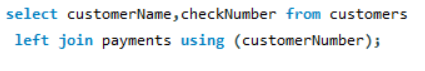 select customerName,checkNumber from customers
left join payments using (customerNumber);